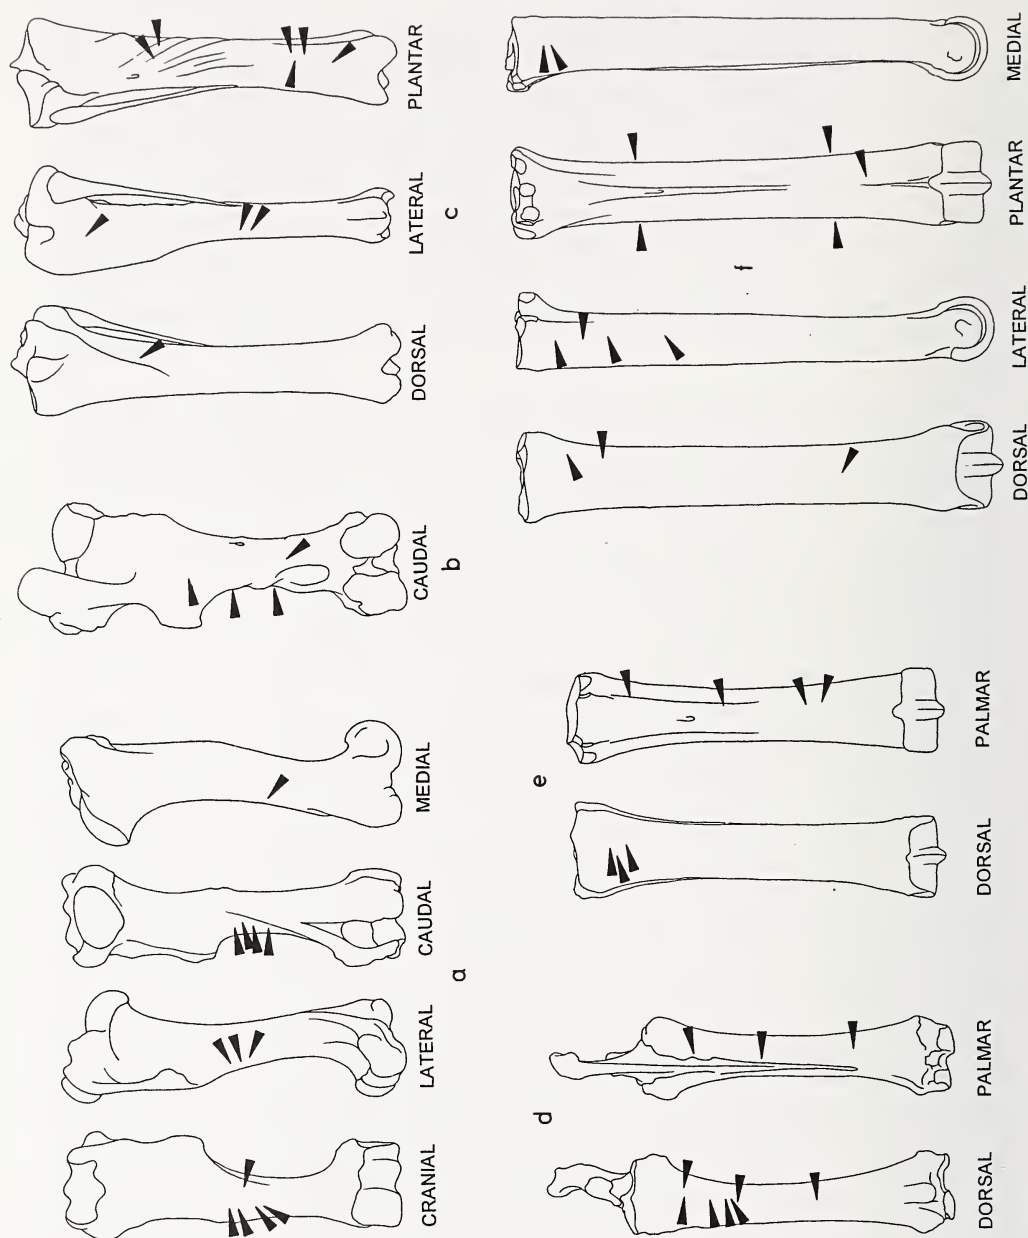 CRANIAL LATERAL CAUDAL MEDIAL CAUDAL DORSAL LATERAL PLANTAR
a b c
d e
f
DORSAL PALMAR DORSAL PALMAR DORSAL LATERAL PLANTAR MEDIAL